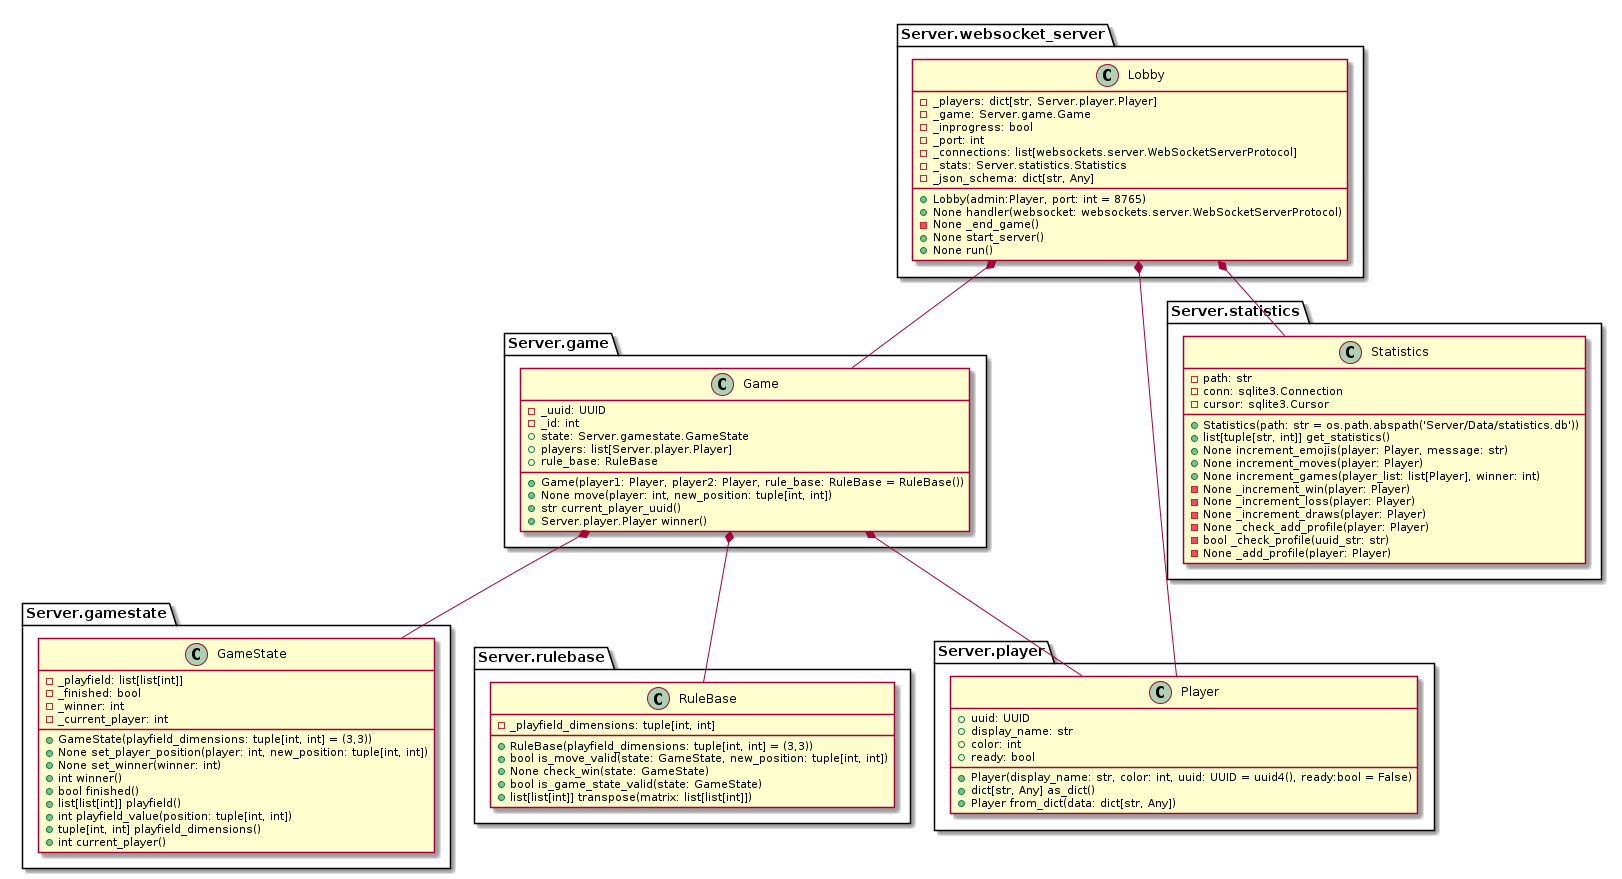 Server.websocket_server
C Lobby
_players: dict[str, Server.player.Player]
_game: Server.game.Game
_inprogress: bool
_port: int
_connections: list[websockets.server.WebSocketServerProtocol]
_stats: Server.statistics.Statistics
_json_schema: dict[str, Any]
Lobby(admin:Player, port: int = 8765)
None handler(websocket: websockets.server.WebSocketServerProtocol)
None _end_game()
None start_server()
None run()
Server.statistics
C Statistics
path: str
conn: sqlite3.Connection
cursor: sqlite3.Cursor
Statistics(path: str = os.path.abspath('Server/Data/statistics.db'))
list[tuple[str, int]] get_statistics()
None increment_emojis(player: Player, message: str)
None increment_moves(player: Player)
None increment_games(player_list: list[Player], winner: int)
None _increment_win(player: Player)
None _increment_loss(player: Player)
None _increment_draws(player: Player)
None _check_add_profile(player: Player)
bool _check_profile(uuid_str: str)
None _add_profile(player: Player)
Server.game
C Game
_uuid: UUID
_id: int
state: Server.gamestate.GameState
players: list[Server.player.Player]
rule_base: RuleBase
Game(player1: Player, player2: Player, rule_base: RuleBase = RuleBase())
None move(player: int, new_position: tuple[int, int])
str current_player_uuid()
Server.player.Player winner()
Server.gamestate
C GameState
_playfield: list[list[int]]
_finished: bool
_winner: int
_current_player: int
GameState(playfield_dimensions: tuple[int, int] = (3,3))
None set_player_position(player: int, new_position: tuple[int, int])
None set_winner(winner: int)
int winner()
bool finished()
list[list[int]] playfield()
int playfield_value(position: tuple[int, int])
tuple[int, int] playfield_dimensions()
int current_player()
Server.rulebase
C RuleBase
_playfield_dimensions: tuple[int, int]
RuleBase(playfield_dimensions: tuple[int, int] = (3,3))
bool is_move_valid(state: GameState, new_position: tuple[int, int])
None check_win(state: GameState)
bool is_game_state_valid(state: GameState)
list[list[int]] transpose(matrix: list[list[int]])
Server.player
C Player
uuid: UUID
display_name: str
color: int
ready: bool
Player(display_name: str, color: int, uuid: UUID = uuid4(), ready:bool = False)
dict[str, Any] as_dict()
Player from_dict(data: dict[str, Any])